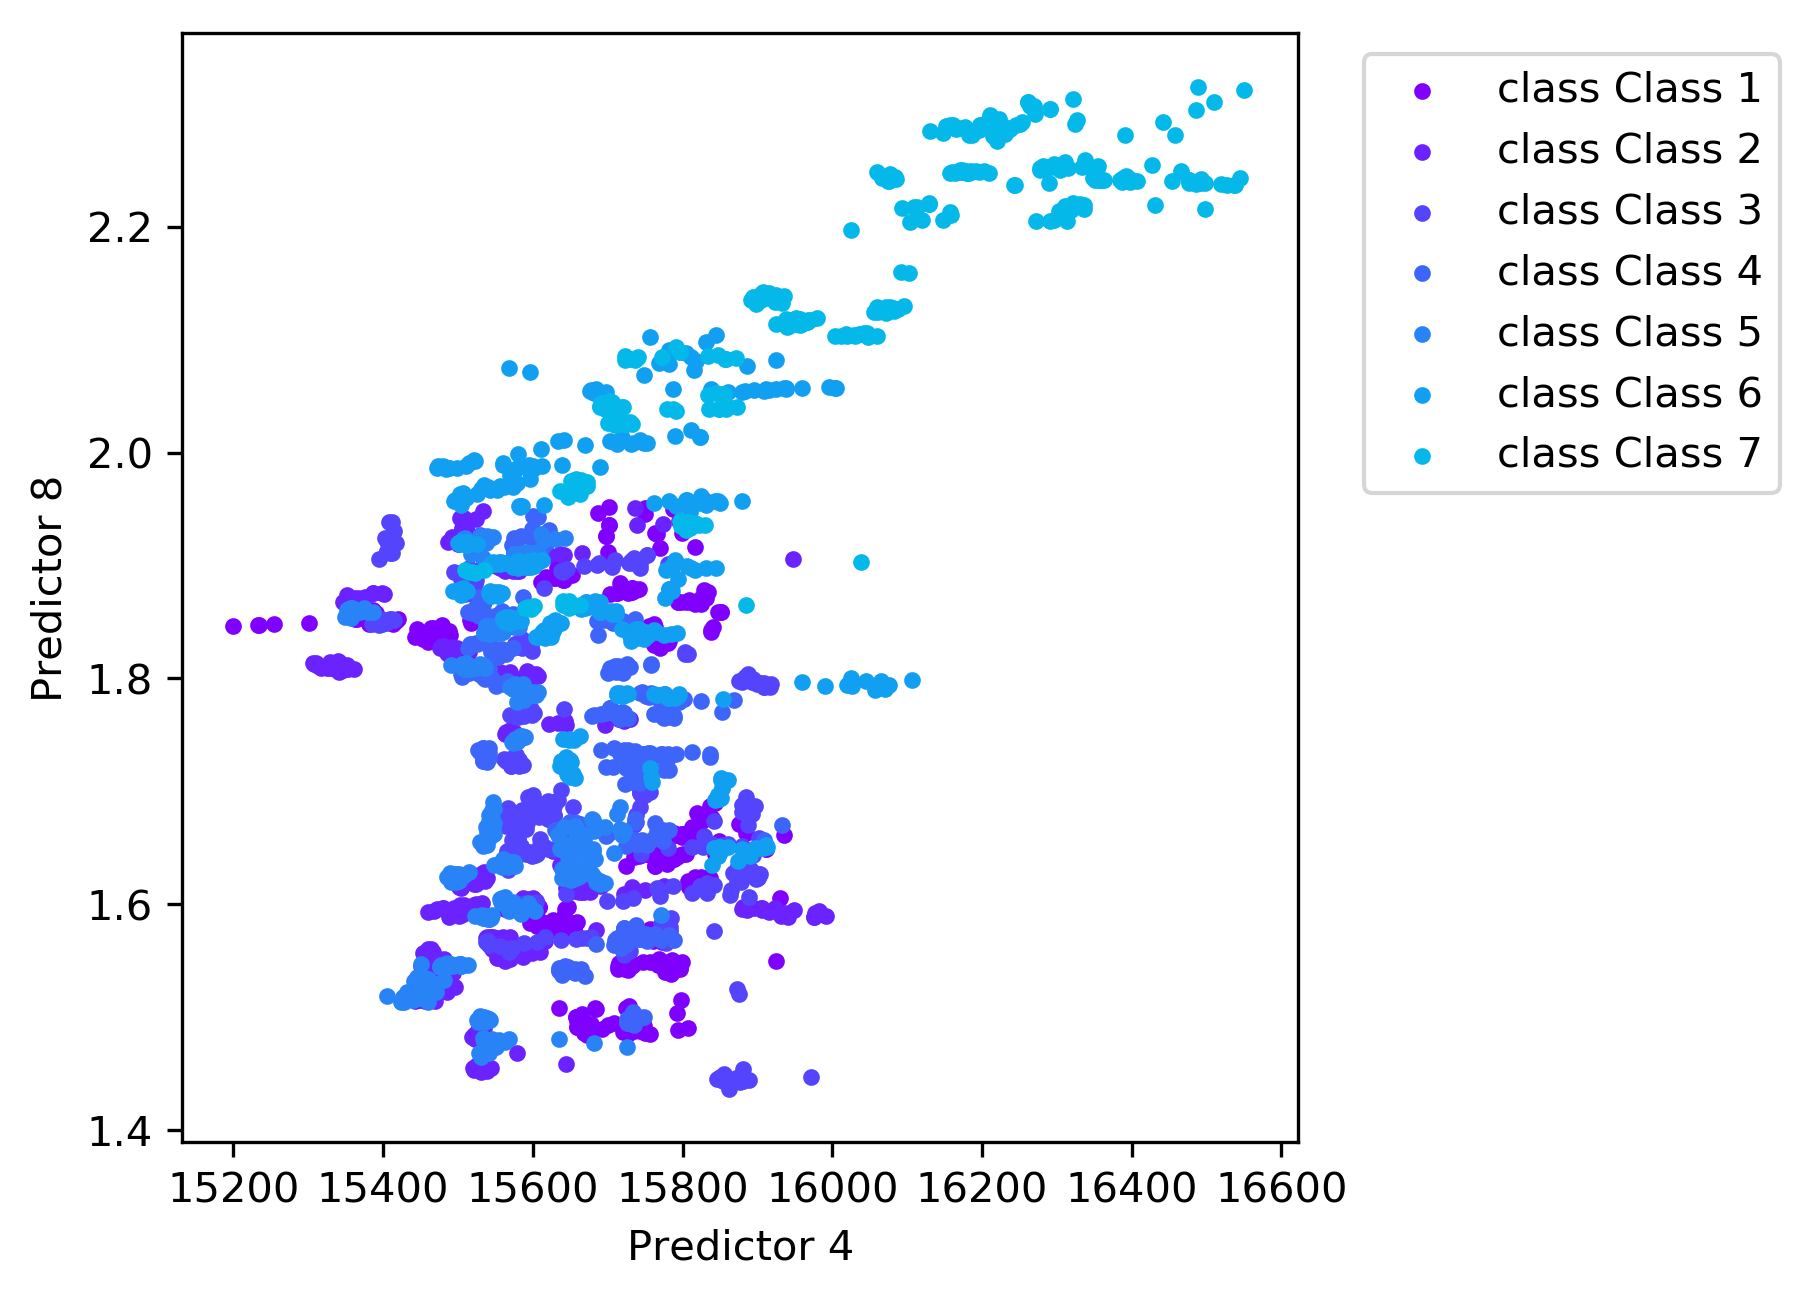 class Class 1
class Class 2
class Class 3
class Class 4
class Class 5
class Class 6
class Class 7
2.2
2.0
1.8
1.6
1.4
Predictor 8
15200 15400 15600 15800 16000 16200 16400 16600
Predictor 4